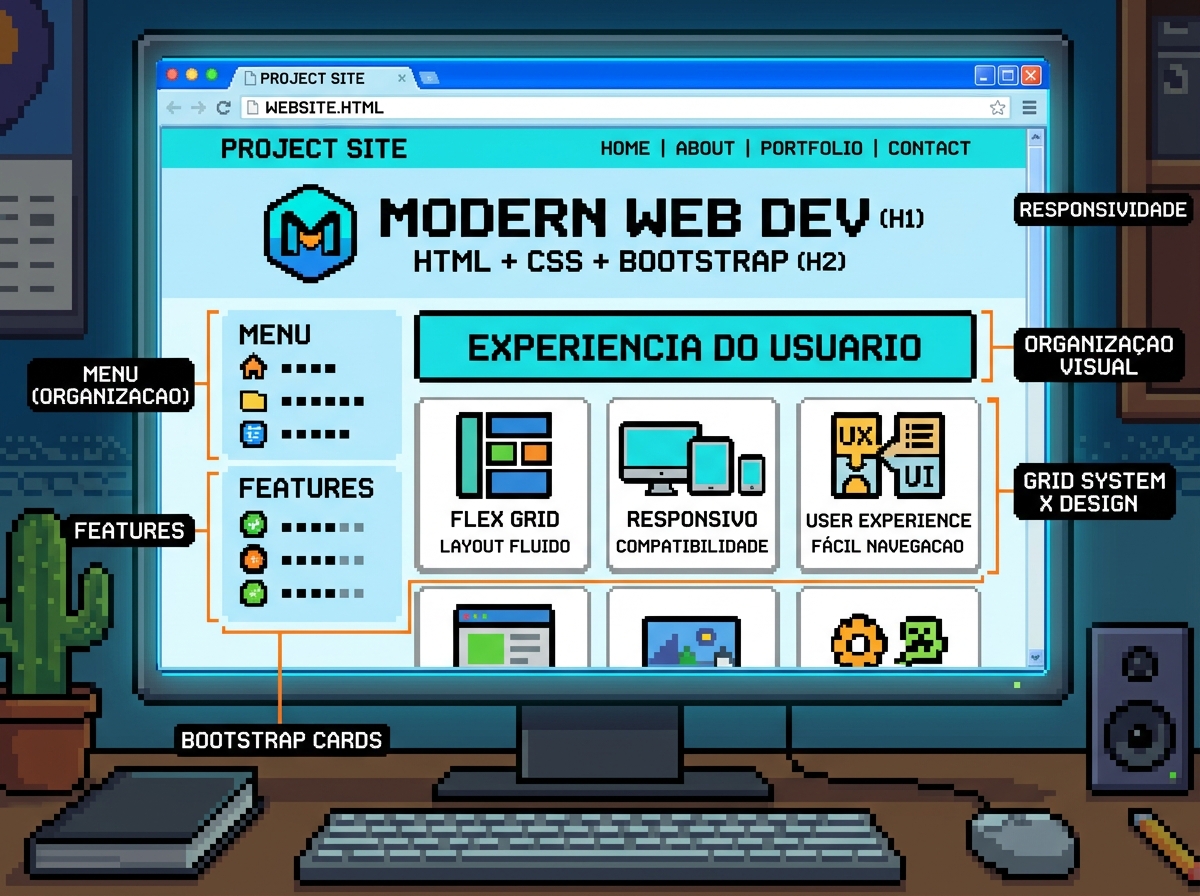 PROJECT SITE
WEBSITE.HTML
PROJECT SITE
HOME | ABOUT | PORTFOLIO | CONTACT
MODERN WEB DEV (H1)
HTML + CSS + BOOTSTRAP (H2)
RESPONSIVIDADE
MENU
EXPERIENCIA DO USUARIO
ORGANIZAÇAO
VISUAL
MENU
(ORGANIZACAO)
FEATURES
FEATURES
FLEX GRID
LAYOUT FLUIDO
RESPONSIVO
COMPATIBILIDADE
UX
UI
USER EXPERIENCE
FÁCIL NAVEGACAO
GRID SYSTEM
X DESIGN
BOOTSTRAP CARDS